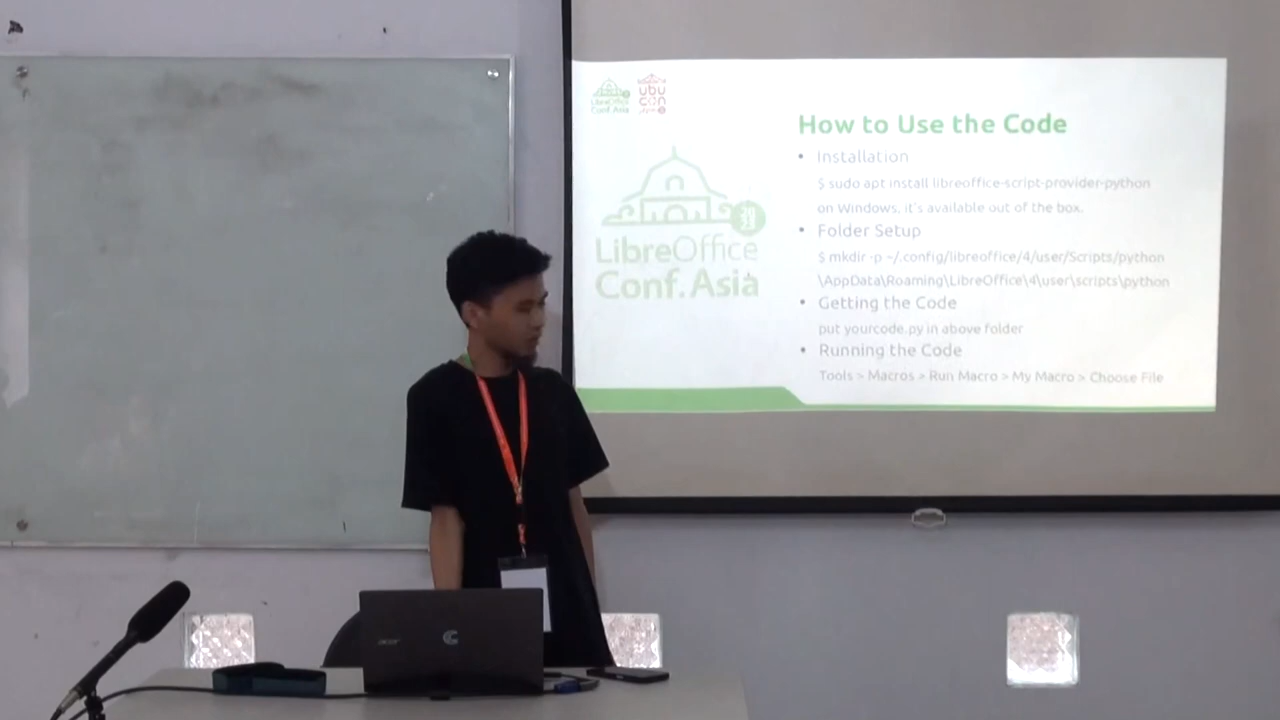 LibreOffice
Conf.Asia
ubu
con
How to Use the Code
• Installation
$ sudo apt install libreoffice-script-provider-python
on Windows, it's available out of the box.
• Folder Setup
$ mkdir -p ~/.config/libreoffice/4/user/Scripts/python
\AppData\Roaming\LibreOffice\4\user\scripts\python
• Getting the Code
put yourcode.py in above folder
• Running the Code
Tools > Macros > Run Macro > My Macro > Choose File
LibreOffice
Conf.Asia
acer